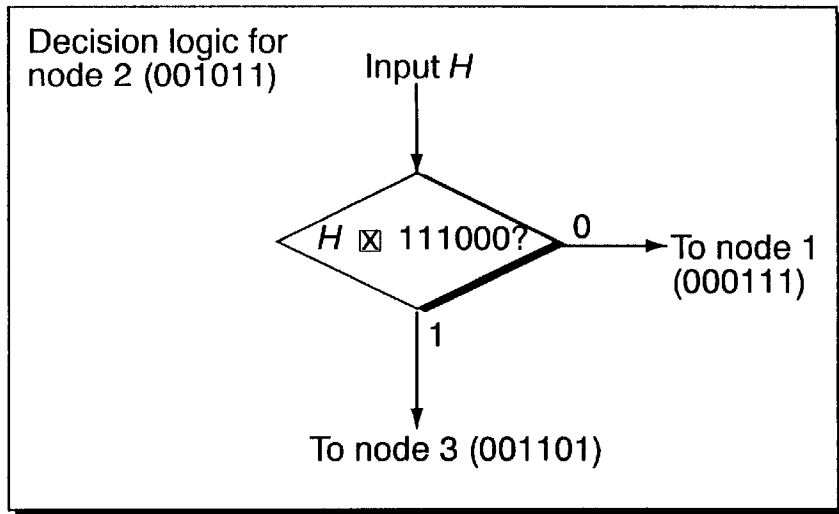 Decision logic for
node 2 (001011)
Input H
H ☒ 111000?
0
To node 1
(000111)
1
To node 3 (001101)